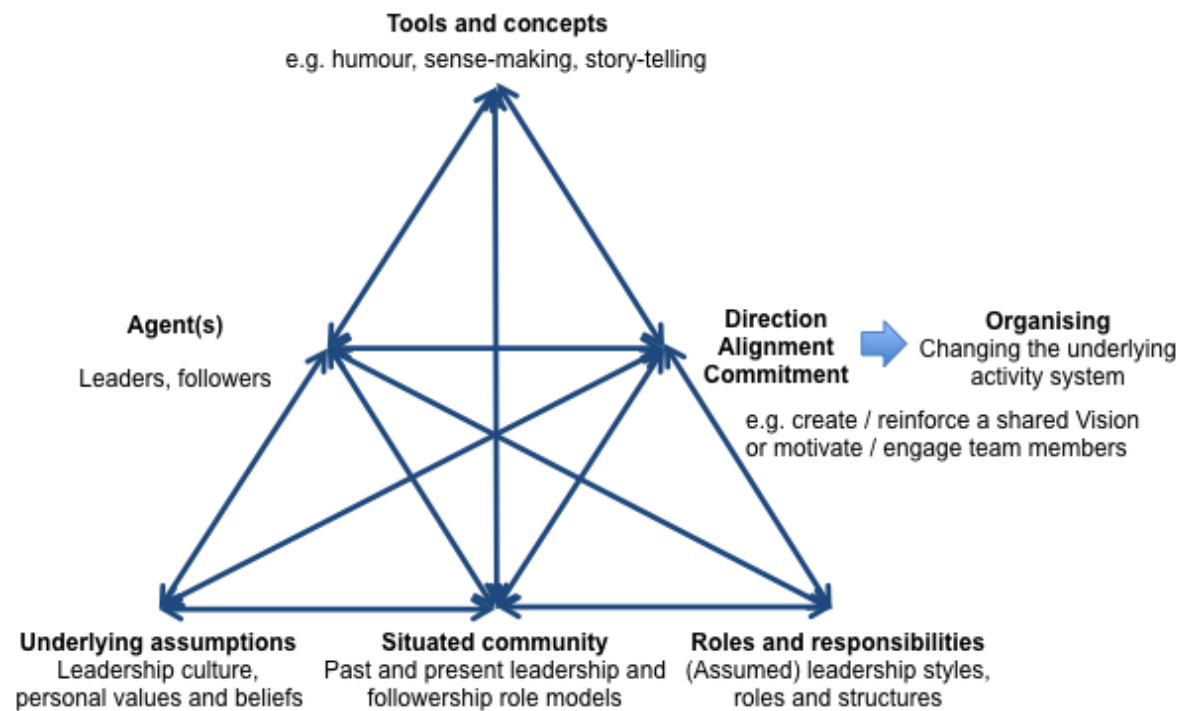 Tools and concepts
e.g. humour, sense-making, story-telling
Agent(s)
Leaders, followers
Direction
Alignment
Commitment
Organising
Changing the underlying
activity system
e.g. create / reinforce a shared Vision
or motivate / engage team members
Underlying assumptions
Leadership culture,
personal values and beliefs
Situated community
Past and present leadership and
followership role models
Roles and responsibilities
(Assumed) leadership styles,
roles and structures